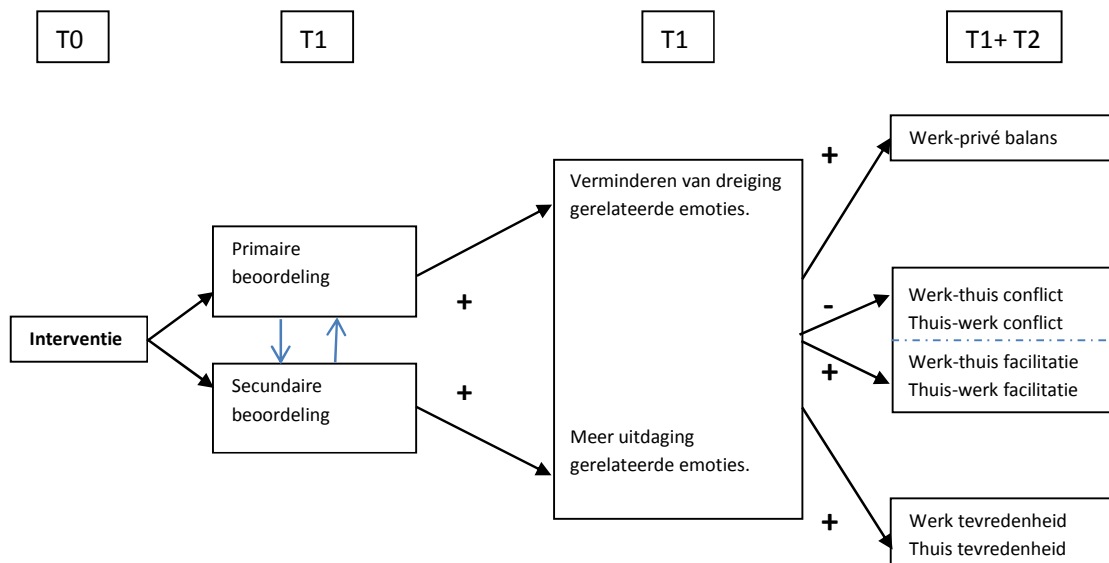 T0
T1
T1
T1+ T2
Interventie
Primaire
beoordeling
Secundaire
beoordeling
+
+
Verminderen van dreiging
gerelateerde emoties.
Meer uitdaging
gerelateerde emoties.
+
-
+
+
Werk-privé balans
Werk-thuis conflict
Thuis-werk conflict
Werk-thuis facilitatie
Thuis-werk facilitatie
Werk tevredenheid
Thuis tevredenheid